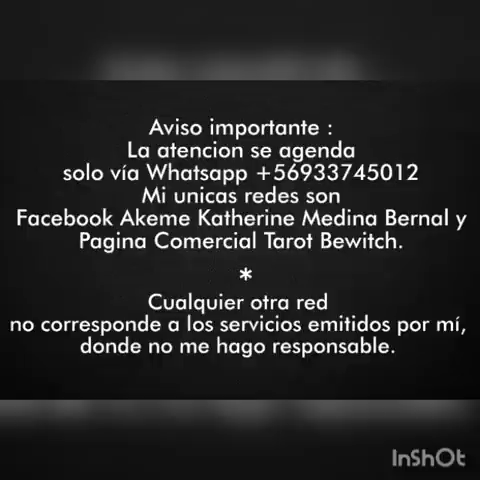 Aviso importante :
La atencion se agenda
solo vía Whatsapp +56933745012
Mi unicas redes son
Facebook Akeme Katherine Medina Bernal y
Pagina Comercial Tarot Bewitch.
*
Cualquier otra red
no corresponde a los servicios emitidos por mí,
donde no me hago responsable.
InShOt